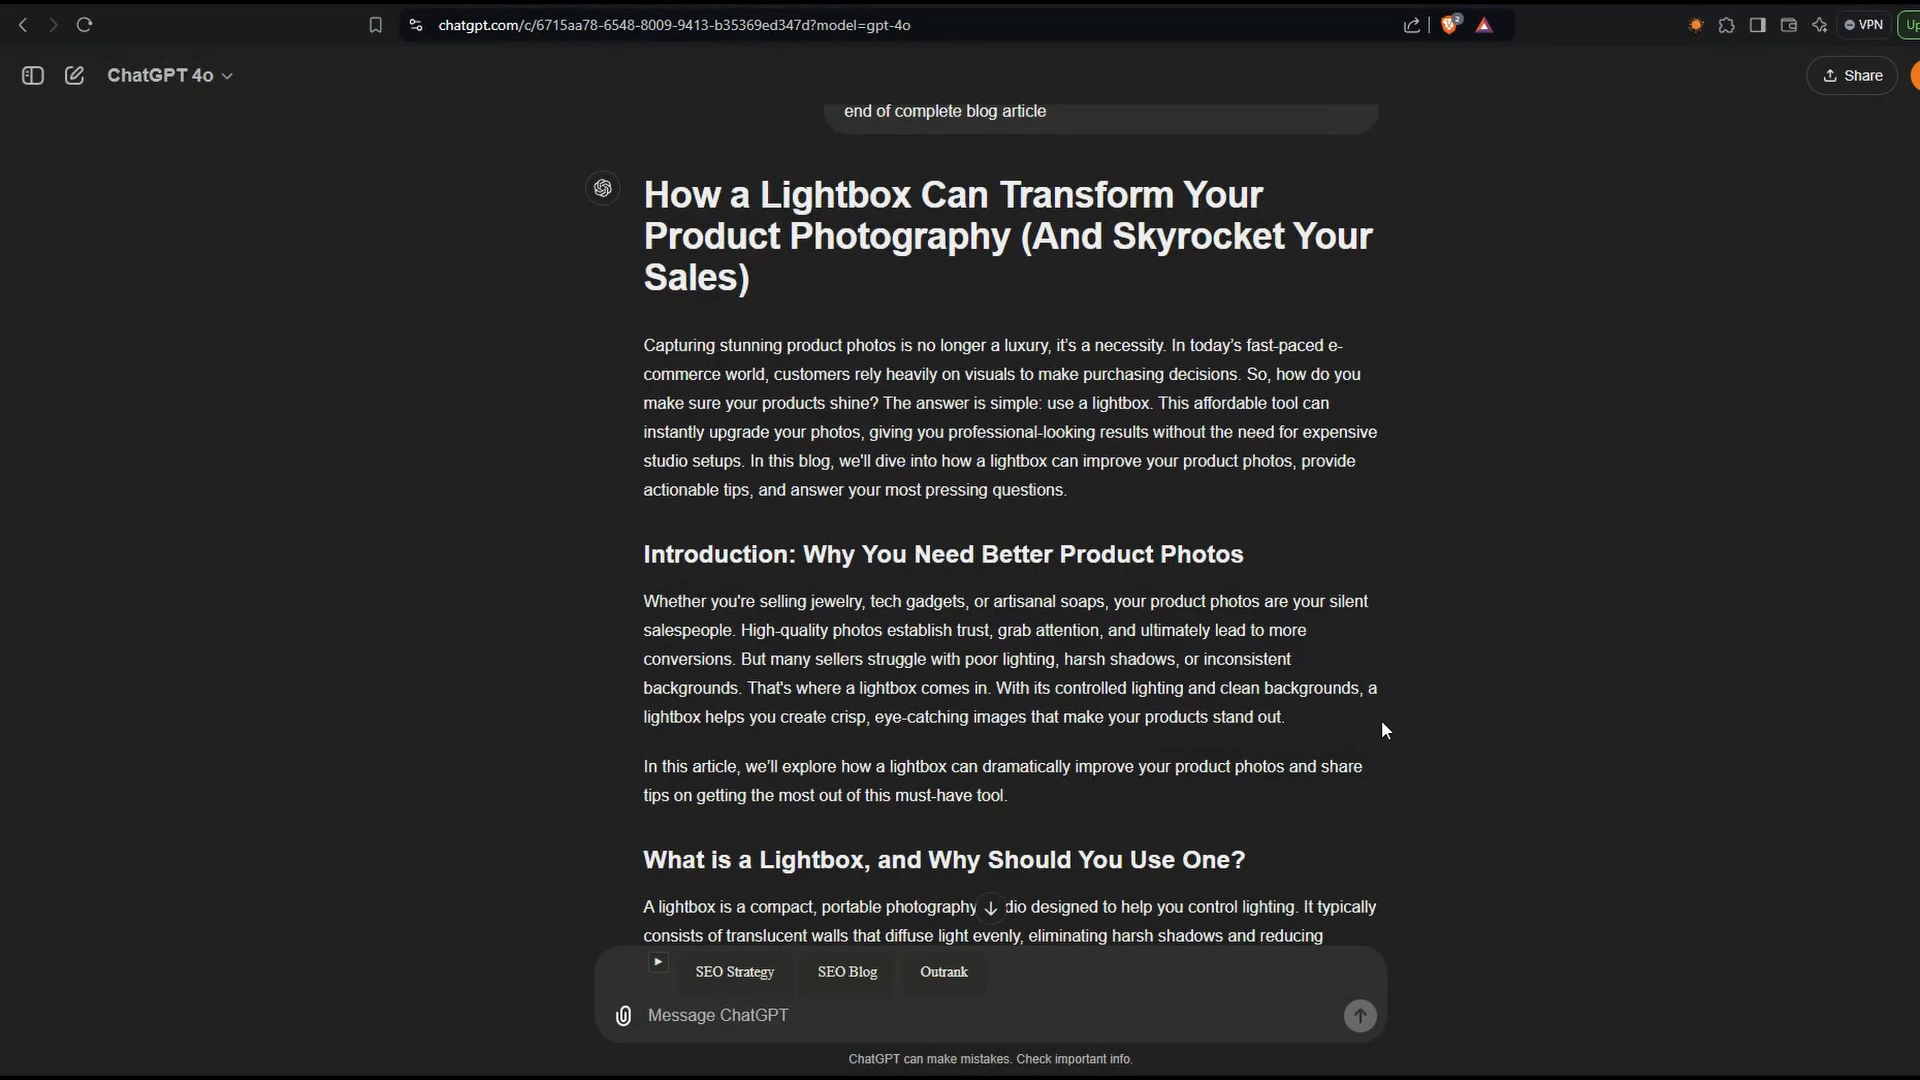 chatgpt.com/c/6715aa78-6548-8009-9413-b35369ed347d?model=gpt-4o
2
VPN
ChatGPT 4o
Share
end of complete blog article
How a Lightbox Can Transform Your
Product Photography (And Skyrocket Your
Sales)
Capturing stunning product photos is no longer a luxury, it's a necessity. In today's fast-paced e-
commerce world, customers rely heavily on visuals to make purchasing decisions. So, how do you
make sure your products shine? The answer is simple: use a lightbox. This affordable tool can
instantly upgrade your photos, giving you professional-looking results without the need for expensive
studio setups. In this blog, we'll dive into how a lightbox can improve your product photos, provide
actionable tips, and answer your most pressing questions.
Introduction: Why You Need Better Product Photos
Whether you're selling jewelry, tech gadgets, or artisanal soaps, your product photos are your silent
salespeople. High-quality photos establish trust, grab attention, and ultimately lead to more
conversions. But many sellers struggle with poor lighting, harsh shadows, or inconsistent
backgrounds. That's where a lightbox comes in. With its controlled lighting and clean backgrounds, a
lightbox helps you create crisp, eye-catching images that make your products stand out.
In this article, we'll explore how a lightbox can dramatically improve your product photos and share
tips on getting the most out of this must-have tool.
What is a Lightbox, and Why Should You Use One?
A lightbox is a compact, portable photography dio designed to help you control lighting. It typically
consists of translucent walls that diffuse light evenly, eliminating harsh shadows and reducing
SEO Strategy
SEO Blog
Outrank
Message ChatGPT
ChatGPT can make mistakes. Check important info.